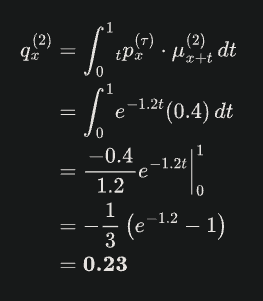 $q_x^{(2)} = \int_0^1 {}_tp_x^{(\tau)} \cdot \mu_{x+t}^{(2)} \, dt$
$= \int_0^1 e^{-1.2t}(0.4) \, dt$
$= \frac{-0.4}{1.2} e^{-1.2t} \Big|_0^1$
$= -\frac{1}{3} \left( e^{-1.2} - 1 \right)$
$= \mathbf{0.23}$